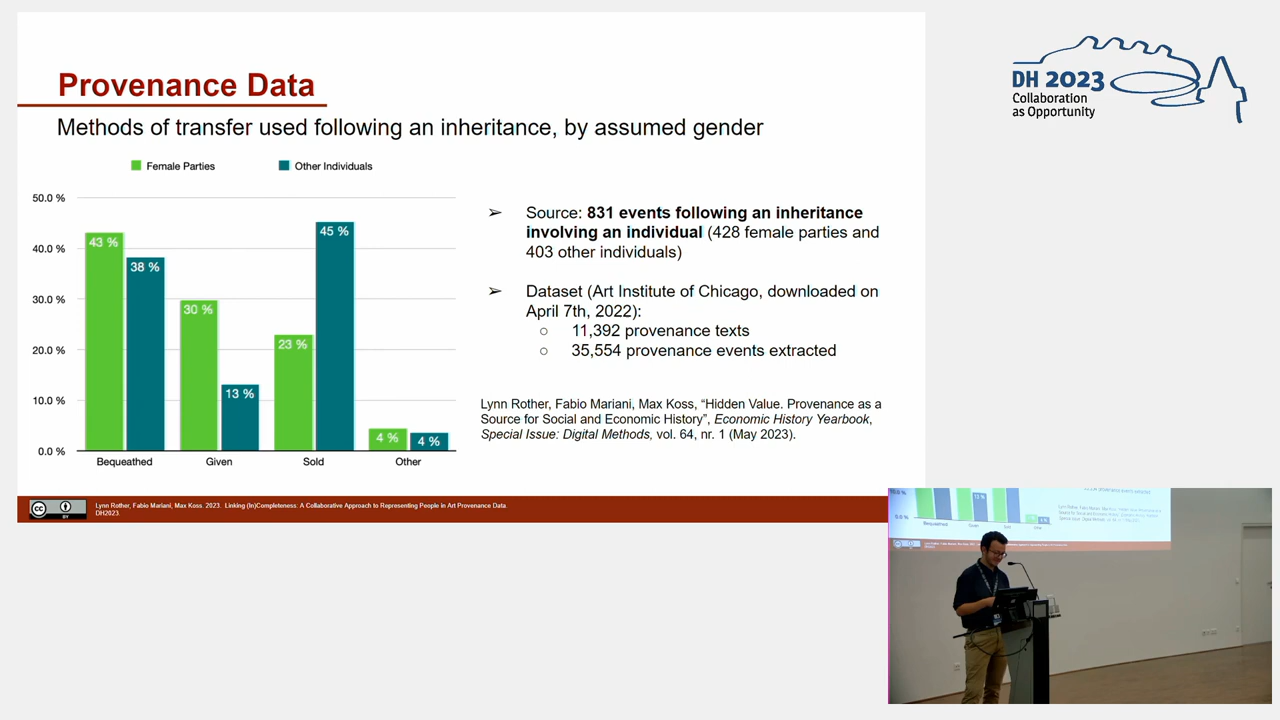 Provenance Data
Methods of transfer used following an inheritance, by assumed gender
Female Parties
Other Individuals
50.0 %
40.0 %
30.0 %
20.0 %
10.0 %
0.0 %
43 %
38 %
30 %
13 %
23 %
45 %
4 %
4 %
Bequeathed
Given
Sold
Other
➢ Source: 831 events following an inheritance
involving an individual (428 female parties and
403 other individuals)
➢ Dataset (Art Institute of Chicago, downloaded on
April 7th, 2022):
○ 11,392 provenance texts
○ 35,554 provenance events extracted
Lynn Rother, Fabio Mariani, Max Koss, “Hidden Value. Provenance as a
Source for Social and Economic History”, Economic History Yearbook,
Special Issue: Digital Methods, vol. 64, nr. 1 (May 2023).
cc
BY
Lynn Rother, Fabio Mariani, Max Koss. 2023. Linking (In)Completeness. A Collaborative Approach to Representing People in Art Provenance Data.
DH2023.
DH 2023
Collaboration
as Opportunity